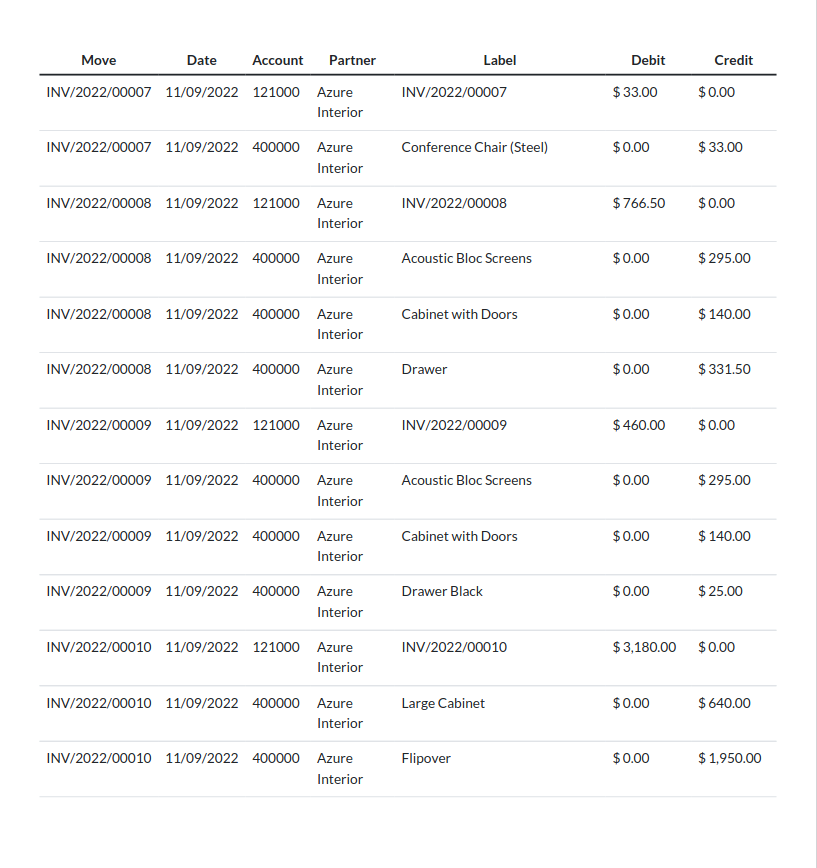 Move Date Account Partner Label Debit Credit
INV/2022/00007 11/09/2022 121000 Azure Interior INV/2022/00007 $ 33.00 $ 0.00
INV/2022/00007 11/09/2022 400000 Azure Interior Conference Chair (Steel) $ 0.00 $ 33.00
INV/2022/00008 11/09/2022 121000 Azure Interior INV/2022/00008 $ 766.50 $ 0.00
INV/2022/00008 11/09/2022 400000 Azure Interior Acoustic Bloc Screens $ 0.00 $ 295.00
INV/2022/00008 11/09/2022 400000 Azure Interior Cabinet with Doors $ 0.00 $ 140.00
INV/2022/00008 11/09/2022 400000 Azure Interior Drawer $ 0.00 $ 331.50
INV/2022/00009 11/09/2022 121000 Azure Interior INV/2022/00009 $ 460.00 $ 0.00
INV/2022/00009 11/09/2022 400000 Azure Interior Acoustic Bloc Screens $ 0.00 $ 295.00
INV/2022/00009 11/09/2022 400000 Azure Interior Cabinet with Doors $ 0.00 $ 140.00
INV/2022/00009 11/09/2022 400000 Azure Interior Drawer Black $ 0.00 $ 25.00
INV/2022/00010 11/09/2022 121000 Azure Interior INV/2022/00010 $ 3,180.00 $ 0.00
INV/2022/00010 11/09/2022 400000 Azure Interior Large Cabinet $ 0.00 $ 640.00
INV/2022/00010 11/09/2022 400000 Azure Interior Flipover $ 0.00 $ 1,950.00